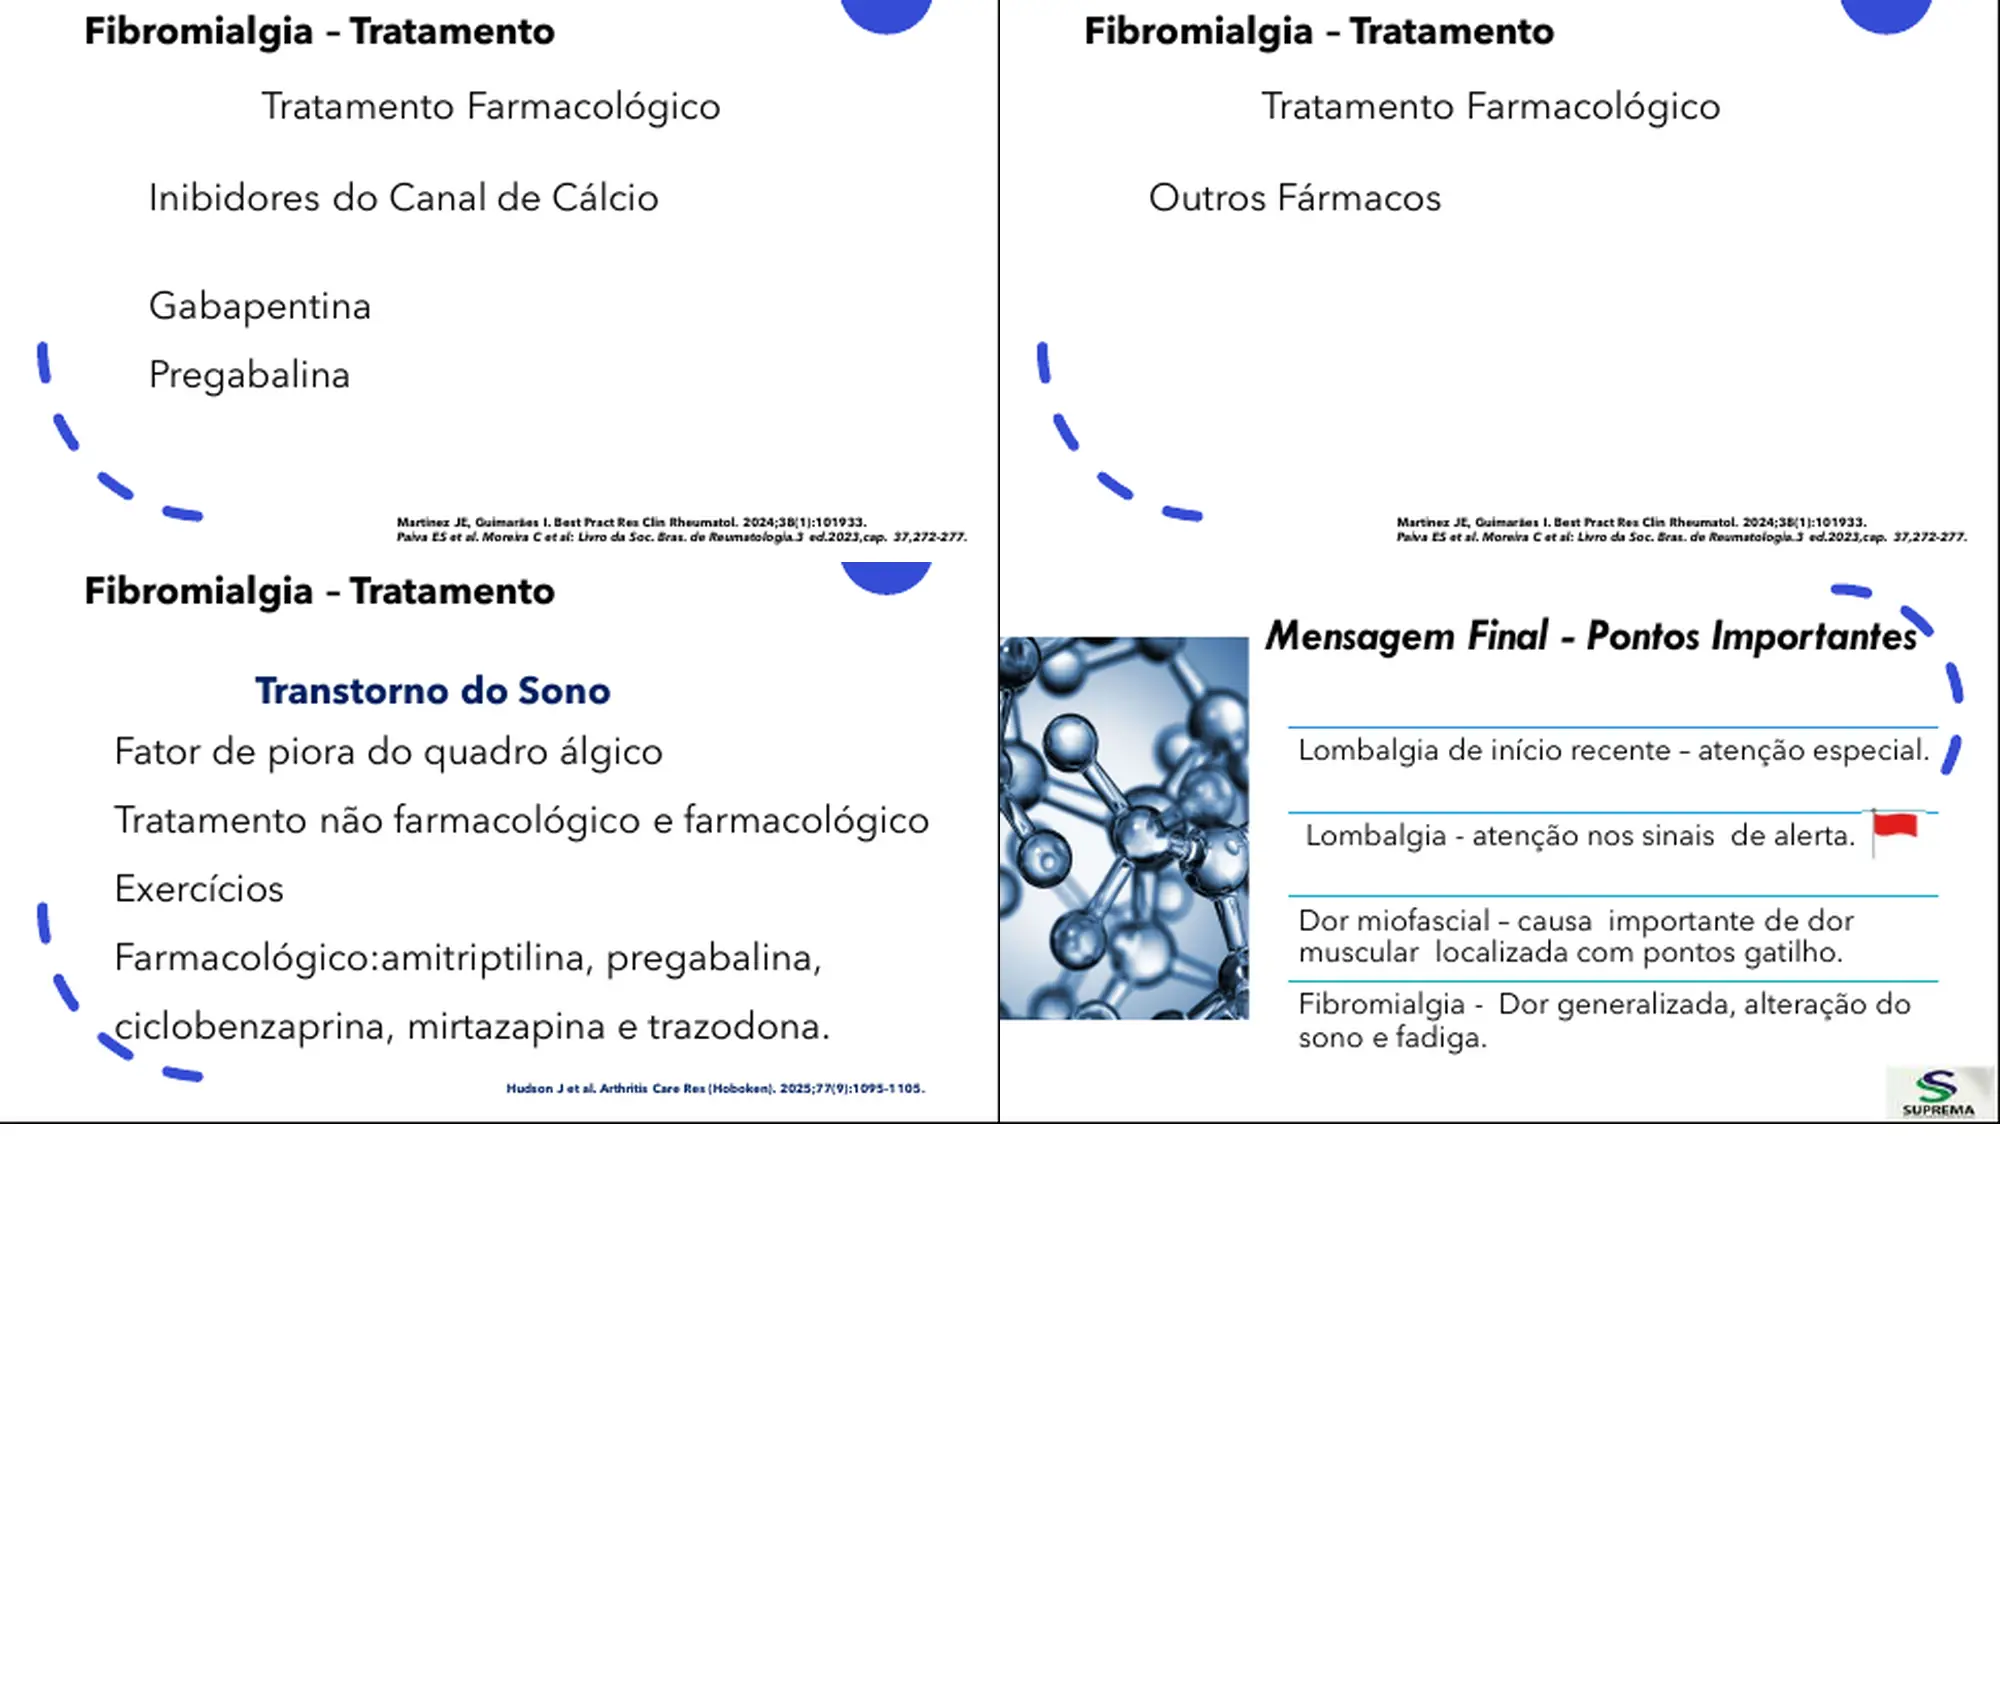 Fibromialgia – Tratamento
Tratamento Farmacológico
Inibidores do Canal de Cálcio
Gabapentina
Pregabalina
Martinez JE, Guimarães I. Best Pract Res Clin Rheumatol. 2024;38(1):101933.
Paiva ES et al. Moreira C et al: Livro da Soc. Bras. de Reumatologia.3 ed.2023,cap. 37,272-277.
Fibromialgia – Tratamento
Tratamento Farmacológico
Outros Fármacos
Martinez JE, Guimarães I. Best Pract Res Clin Rheumatol. 2024;38(1):101933.
Paiva ES et al. Moreira C et al: Livro da Soc. Bras. de Reumatologia.3 ed.2023,cap. 37,272-277.
Fibromialgia – Tratamento
Transtorno do Sono
Fator de piora do quadro álgico
Tratamento não farmacológico e farmacológico
Exercícios
Farmacológico:amitriptilina, pregabalina,
ciclobenzaprina, mirtazapina e trazodona.
Hudson J et al. Arthritis Care Res (Hoboken). 2025;77(9):1095-1105.
Mensagem Final - Pontos Importantes
Lombalgia de início recente – atenção especial.
Lombalgia - atenção nos sinais de alerta.
Dor miofascial – causa importante de dor
muscular localizada com pontos gatilho.
Fibromialgia - Dor generalizada, alteração do
sono e fadiga.
SUPREMA